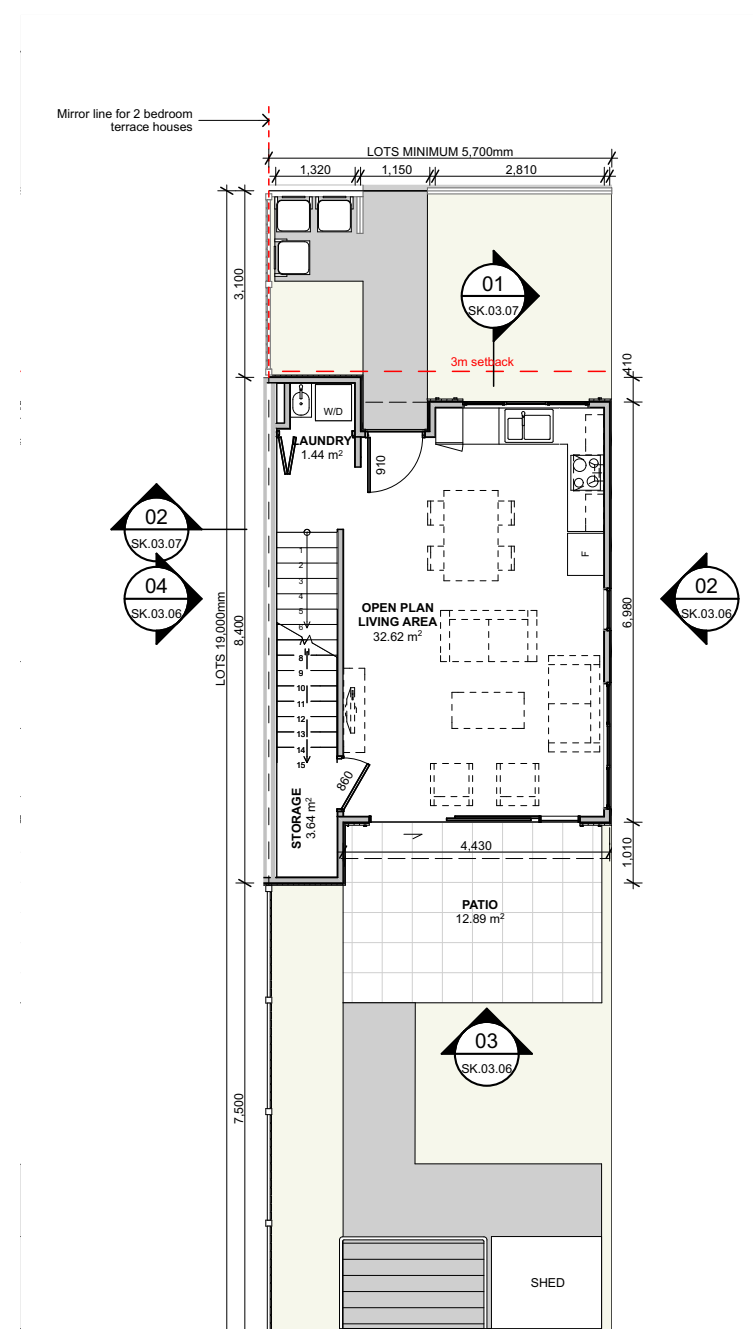 Mirror line for 2 bedroom
terrace houses
LOTS MINIMUM 5,700mm
1,320
1,150
2,810
3,100
01
SK.03.07
3m setback
410
W/D
LAUNDRY
1.44 m²
910
02
SK.03.07
04
SK.03.06
LOTS 19,000mm
8,400
1
2
3
4
5
6
7
8
9
10
11
12
13
14
15
OPEN PLAN
LIVING AREA
32.62 m²
F
6,980
02
SK.03.06
860
STORAGE
3.64 m²
4,430
1,010
PATIO
12.89 m²
03
SK.03.06
7,500
SHED